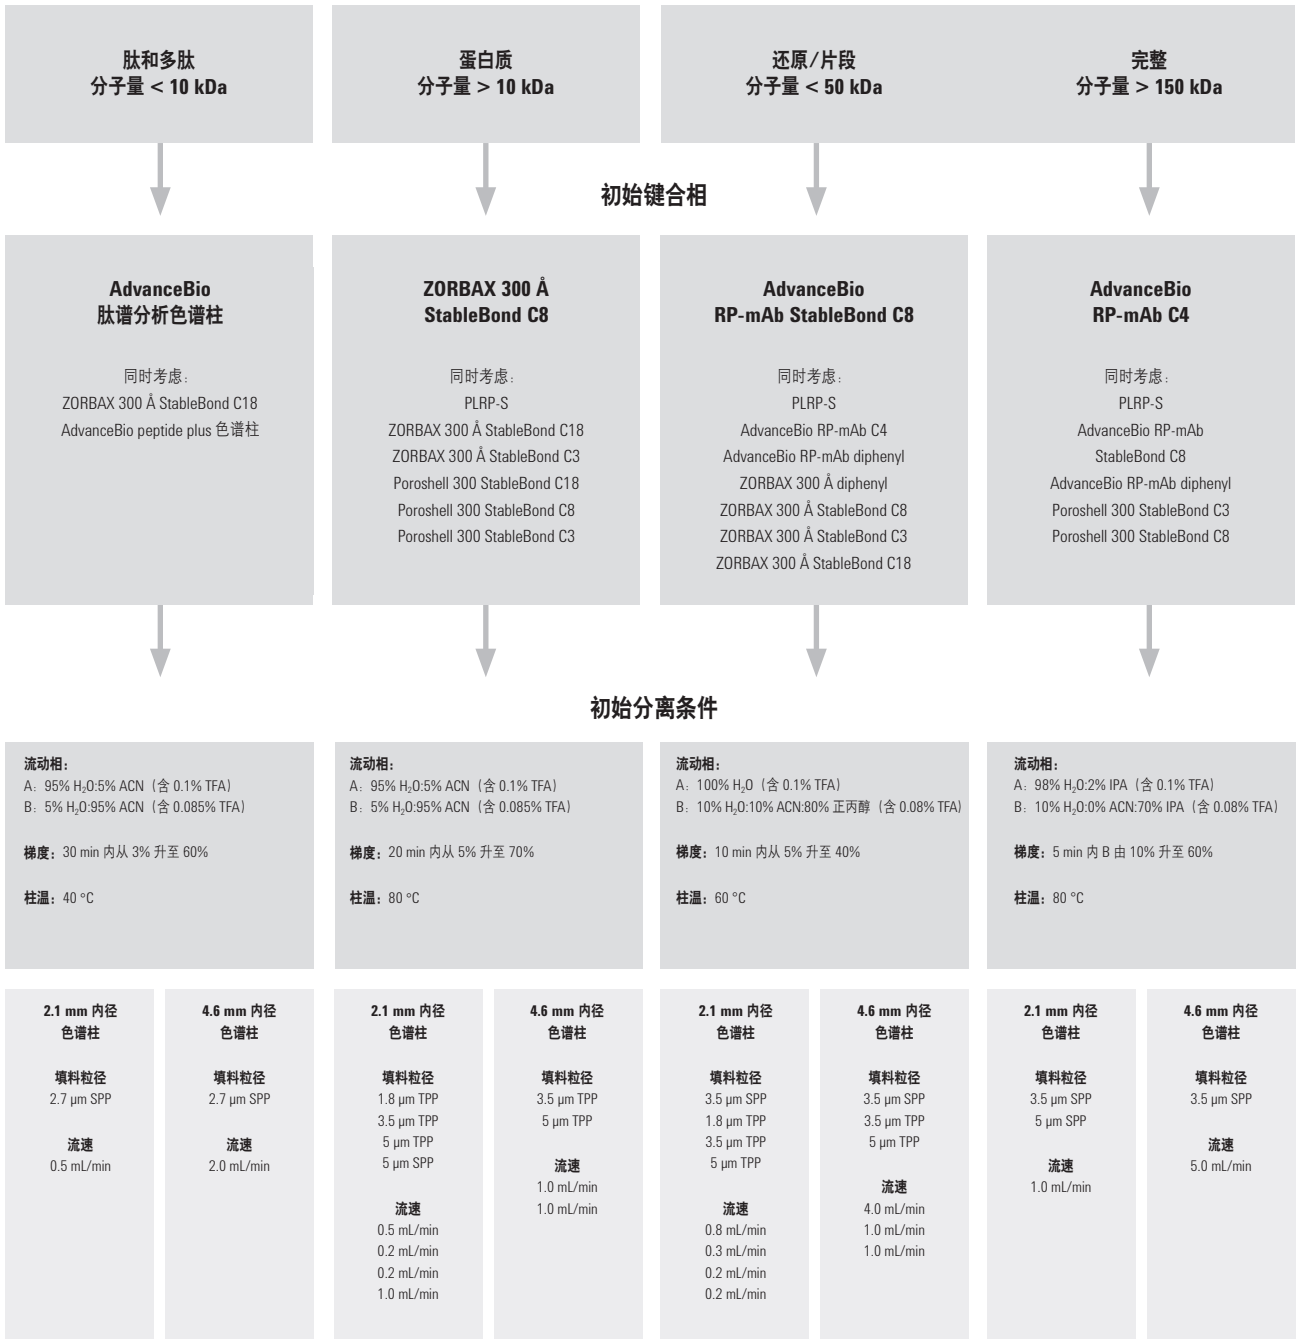 肽和多肽
分子量 < 10 kDa
蛋白质
分子量 > 10 kDa
还原/片段
分子量 < 50 kDa
完整
分子量 > 150 kDa
初始键合相
AdvanceBio
肽谱分析色谱柱
同时考虑：
ZORBAX 300 Å StableBond C18
AdvanceBio peptide plus 色谱柱
ZORBAX 300 Å
StableBond C8
同时考虑：
PLRP-S
ZORBAX 300 Å StableBond C18
ZORBAX 300 Å StableBond C3
Poroshell 300 StableBond C18
Poroshell 300 StableBond C8
Poroshell 300 StableBond C3
AdvanceBio
RP-mAb StableBond C8
同时考虑：
PLRP-S
AdvanceBio RP-mAb C4
AdvanceBio RP-mAb diphenyl
ZORBAX 300 Å diphenyl
ZORBAX 300 Å StableBond C8
ZORBAX 300 Å StableBond C3
ZORBAX 300 Å StableBond C18
AdvanceBio
RP-mAb C4
同时考虑：
PLRP-S
AdvanceBio RP-mAb
StableBond C8
AdvanceBio RP-mAb diphenyl
Poroshell 300 StableBond C3
Poroshell 300 StableBond C8
初始分离条件
流动相：
A：95% H₂O:5% ACN（含 0.1% TFA）
B：5% H₂O:95% ACN（含 0.085% TFA）
梯度：30 min 内从 3% 升至 60%
柱温：40 °C
流动相：
A：95% H₂O:5% ACN（含 0.1% TFA）
B：5% H₂O:95% ACN（含 0.085% TFA）
梯度：20 min 内从 5% 升至 70%
柱温：80 °C
流动相：
A：100% H₂O（含 0.1% TFA）
B：10% H₂O:10% ACN:80% 正丙醇（含 0.08% TFA）
梯度：10 min 内从 5% 升至 40%
柱温：60 °C
流动相：
A：98% H₂O:2% IPA（含 0.1% TFA）
B：10% H₂O:0% ACN:70% IPA（含 0.08% TFA）
梯度：5 min 内 B 由 10% 升至 60%
柱温：80 °C
2.1 mm 内径
色谱柱
填料粒径
2.7 µm SPP
流速
0.5 mL/min
4.6 mm 内径
色谱柱
填料粒径
2.7 µm SPP
流速
2.0 mL/min
2.1 mm 内径
色谱柱
填料粒径
1.8 µm TPP
3.5 µm TPP
5 µm TPP
5 µm SPP
流速
0.5 mL/min
0.2 mL/min
0.2 mL/min
1.0 mL/min
4.6 mm 内径
色谱柱
填料粒径
3.5 µm TPP
5 µm TPP
流速
1.0 mL/min
1.0 mL/min
2.1 mm 内径
色谱柱
填料粒径
3.5 µm SPP
1.8 µm TPP
3.5 µm TPP
5 µm TPP
流速
0.8 mL/min
0.3 mL/min
0.2 mL/min
0.2 mL/min
4.6 mm 内径
色谱柱
填料粒径
3.5 µm SPP
3.5 µm TPP
5 µm TPP
流速
4.0 mL/min
1.0 mL/min
1.0 mL/min
2.1 mm 内径
色谱柱
填料粒径
3.5 µm SPP
5 µm SPP
流速
1.0 mL/min
4.6 mm 内径
色谱柱
填料粒径
3.5 µm SPP
流速
5.0 mL/min